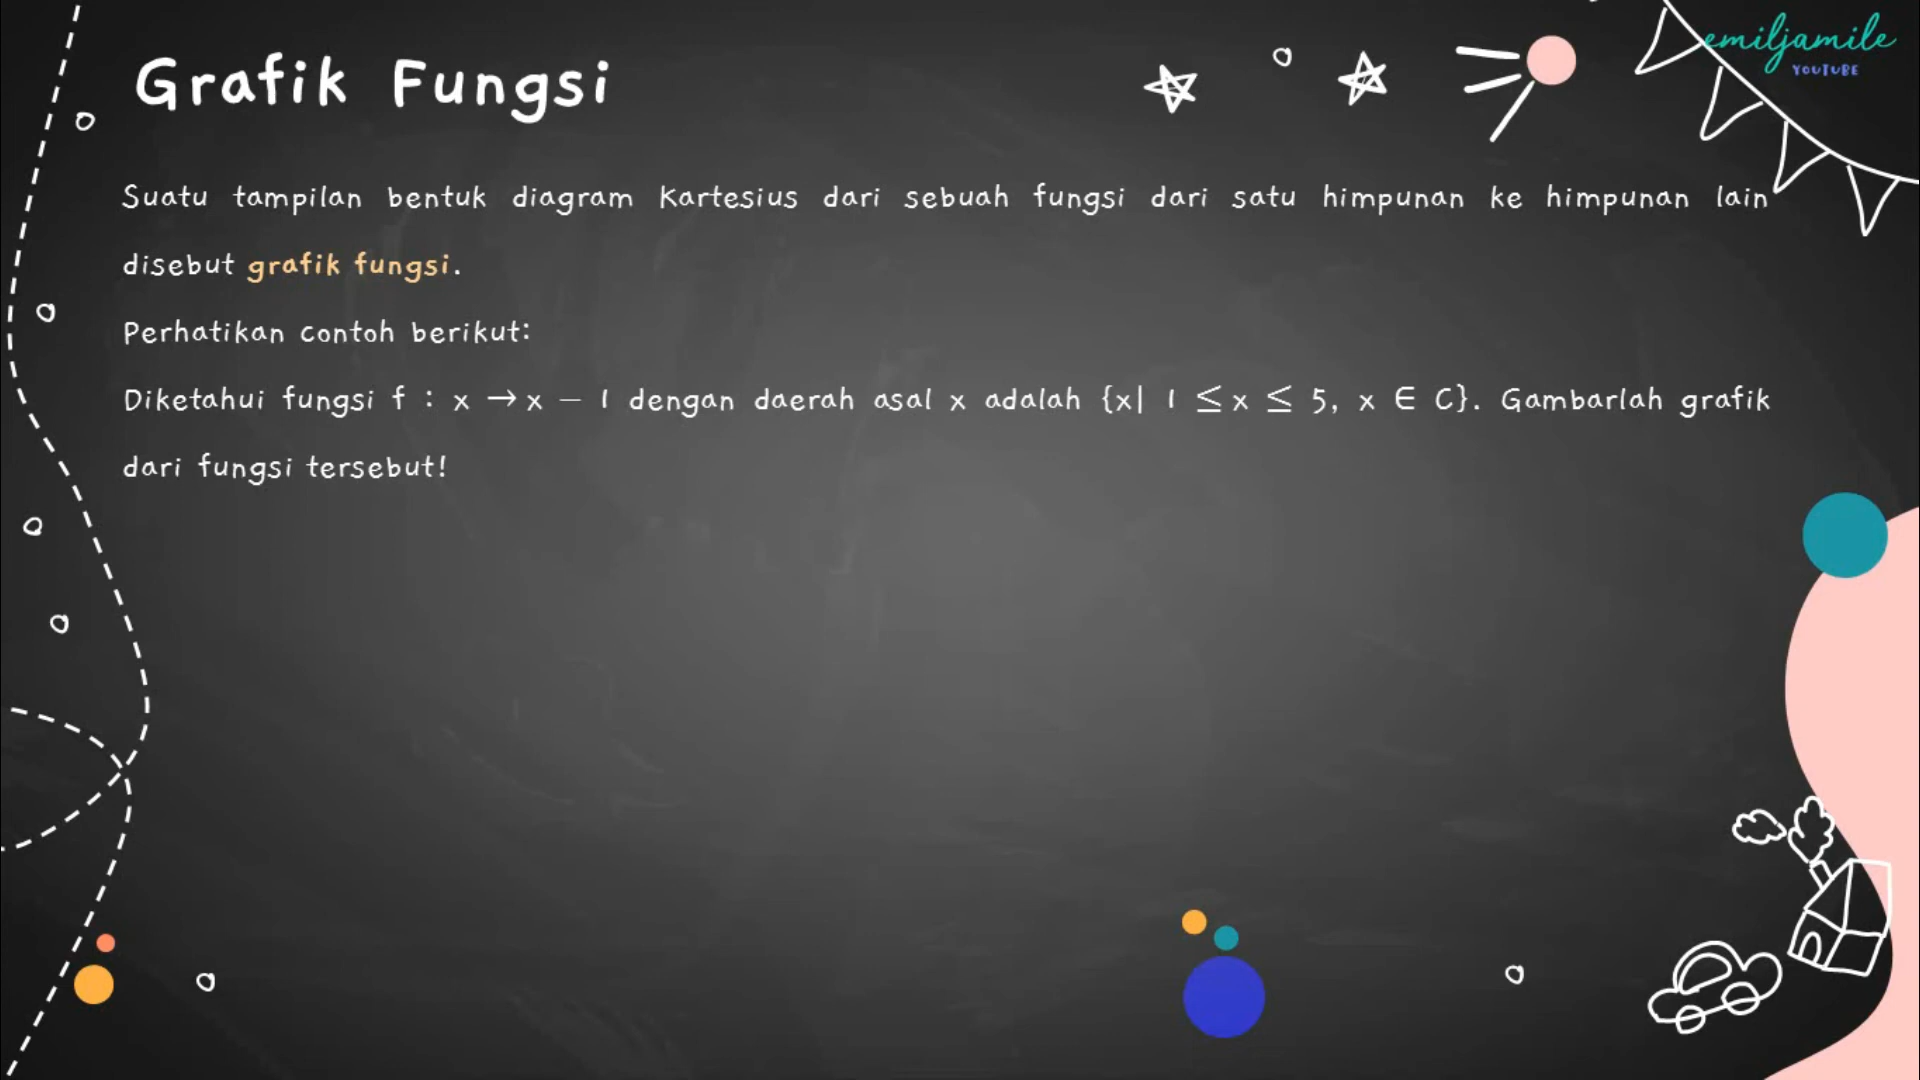 emiljamile
YOUTUBE
Grafik Fungsi
Suatu tampilan bentuk diagram Kartesius dari sebuah fungsi dari satu himpunan ke himpunan lain
disebut grafik fungsi.
Perhatikan contoh berikut:
Diketahui fungsi f : x → x – 1 dengan daerah asal x adalah {x| 1 ≤ x ≤ 5, x ∈ C}. Gambarlah grafik
dari fungsi tersebut!